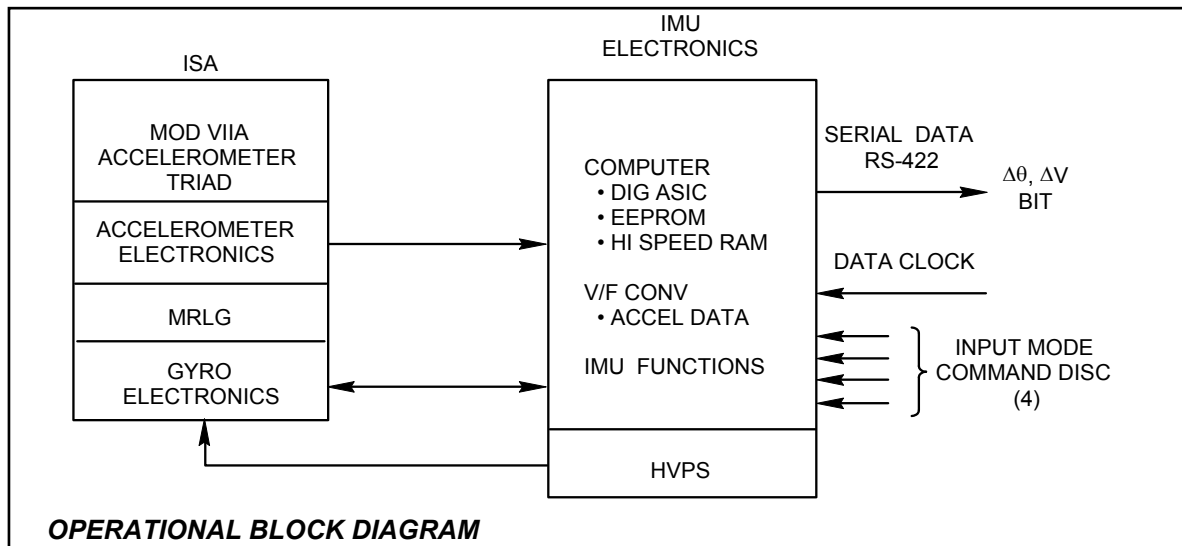 IMU
ELECTRONICS
ISA
MOD VIIA
ACCELEROMETER
TRIAD
ACCELEROMETER
ELECTRONICS
MRLG
GYRO
ELECTRONICS
COMPUTER
• DIG ASIC
• EEPROM
• HI SPEED RAM
V/F CONV
• ACCEL DATA
IMU FUNCTIONS
HVPS
SERIAL DATA
RS-422
Δθ, ΔV
BIT
DATA CLOCK
INPUT MODE
COMMAND DISC
(4)
OPERATIONAL BLOCK DIAGRAM